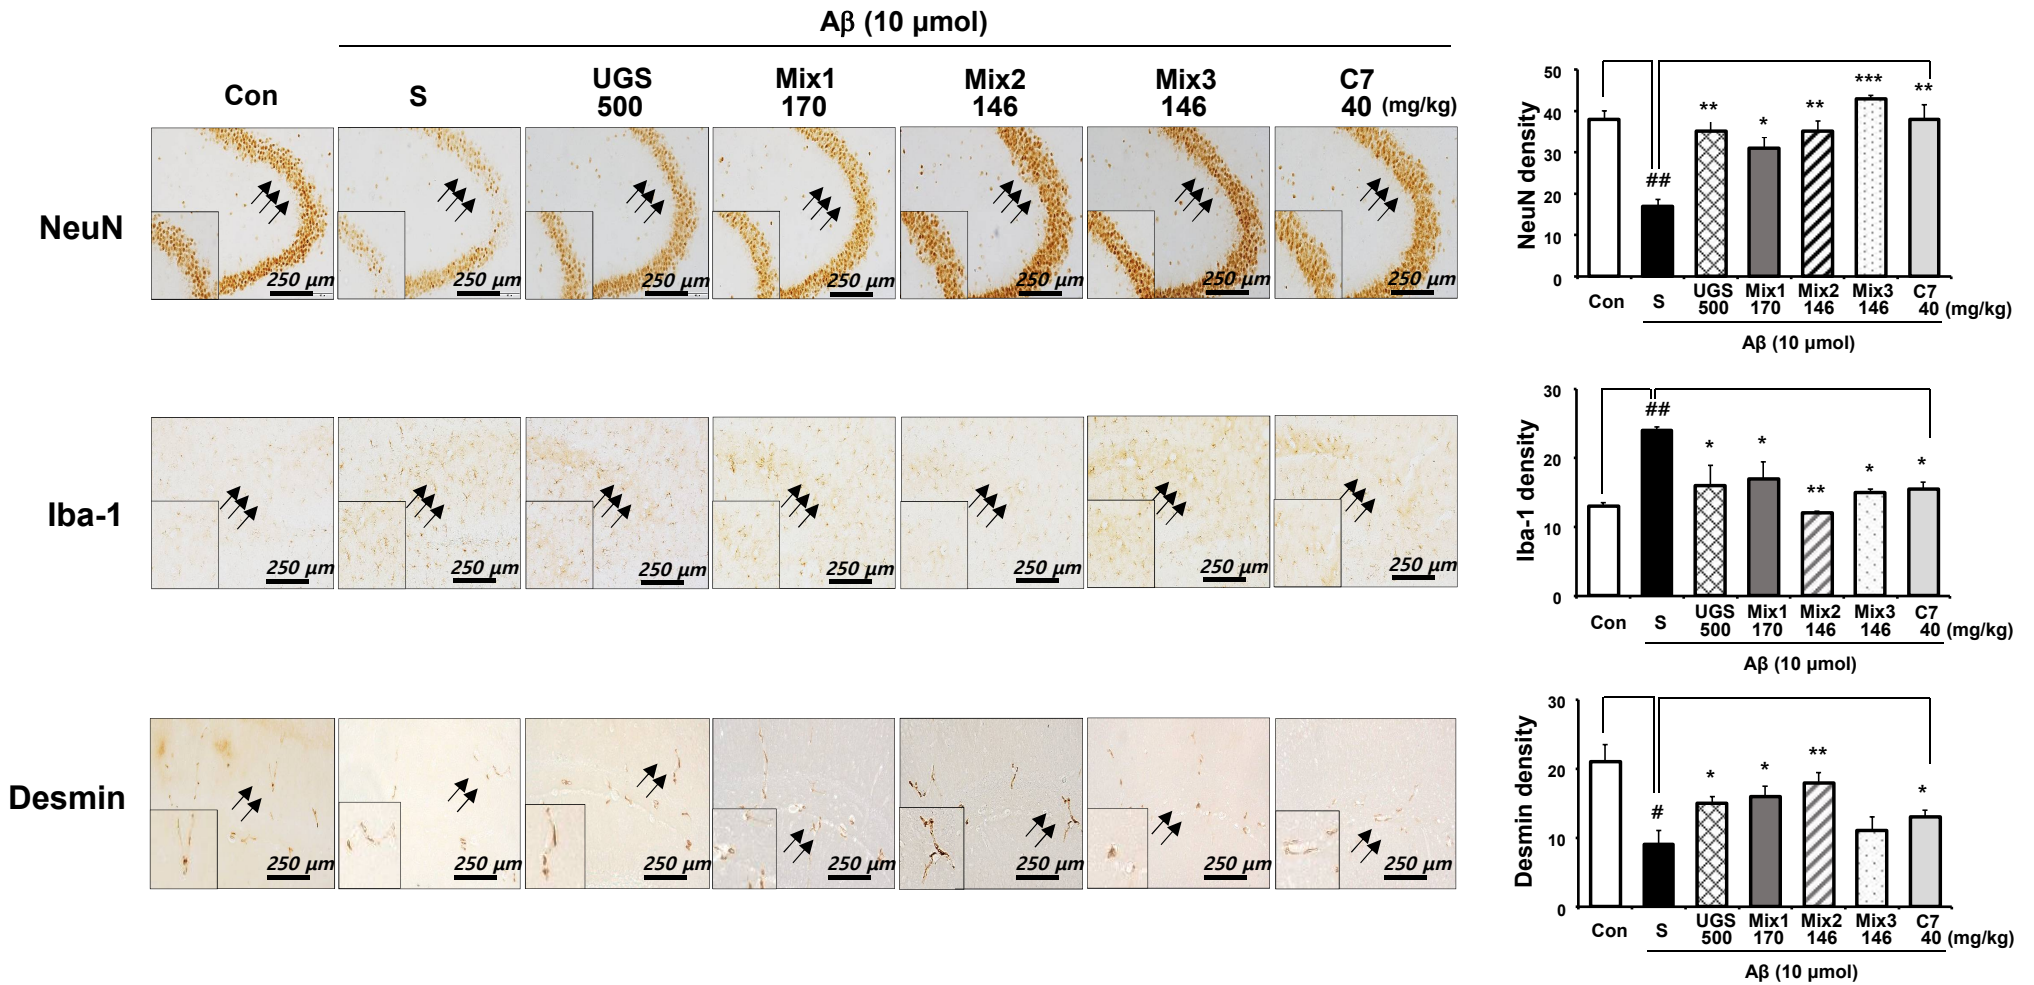 Aβ (10 µmol)
Con S UGS 500 Mix1 170 Mix2 146 Mix3 146 C7 40 (mg/kg)
NeuN
250 µm 250 µm 250 µm 250 µm 250 µm 250 µm 250 µm
Iba-1
250 µm 250 µm 250 µm 250 µm 250 µm 250 µm 250 µm
Desmin
250 µm 250 µm 250 µm 250 µm 250 µm 250 µm 250 µm
NeuN density
50
40
30
20
10
0
## ** * ** *** **
Con S UGS Mix1 Mix2 Mix3 C7
500 170 146 146 40 (mg/kg)
Aβ (10 µmol)
Iba-1 density
30
20
10
0
## * * ** * *
Con S UGS Mix1 Mix2 Mix3 C7
500 170 146 146 40 (mg/kg)
Aβ (10 µmol)
Desmin density
30
20
10
0
# * * ** *
Con S UGS Mix1 Mix2 Mix3 C7
500 170 146 146 40 (mg/kg)
Aβ (10 µmol)